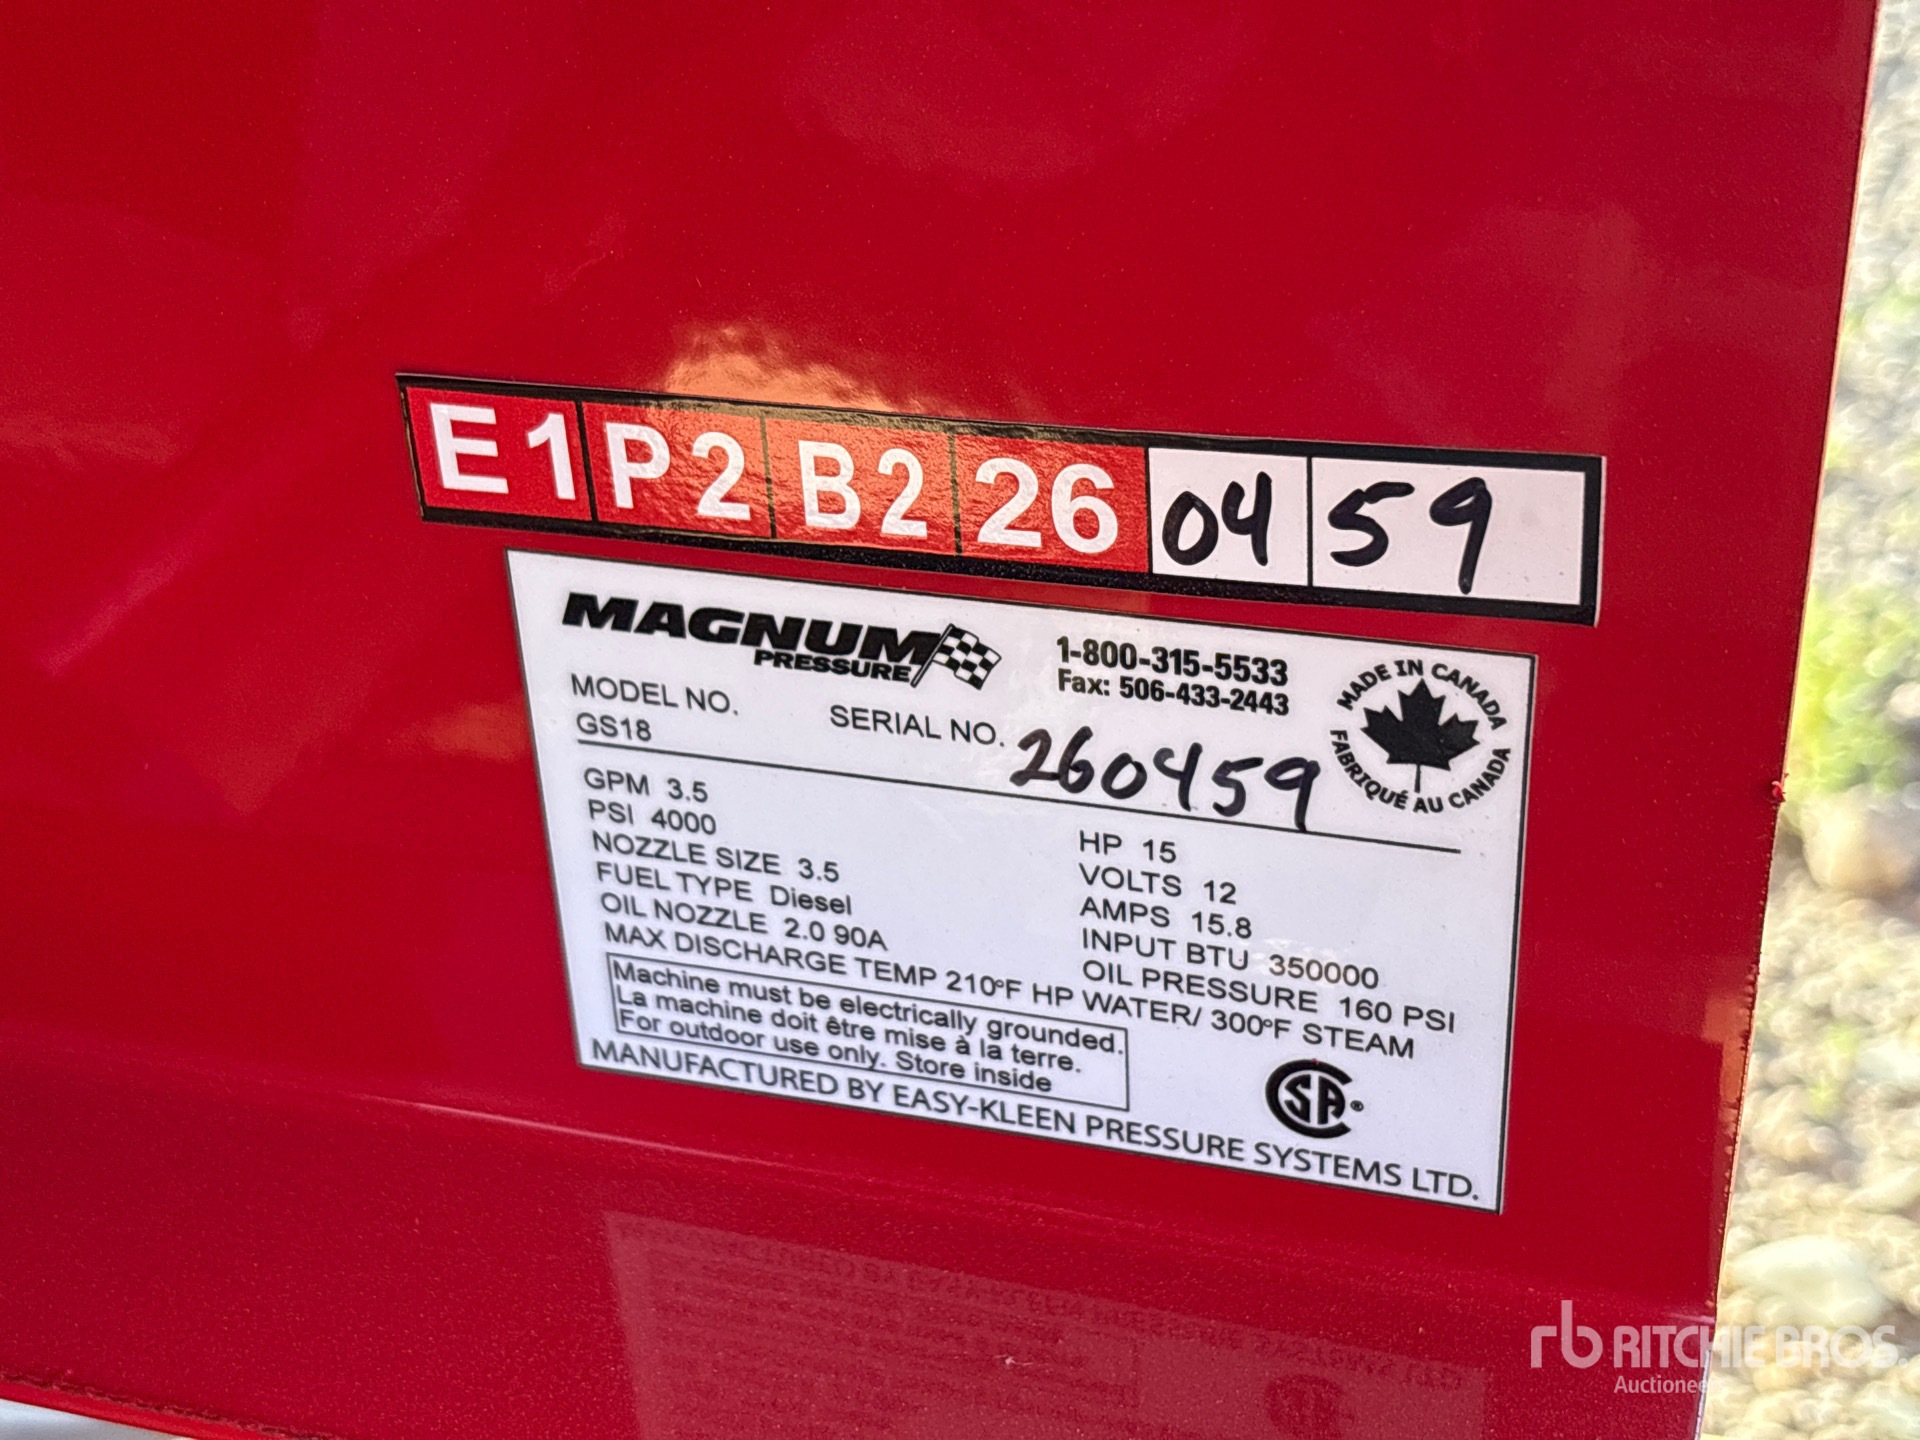 E1 P2 B2 26 04 59
MAGNUM
PRESSURE
1-800-315-5533
Fax: 506-433-2443
MADE IN CANADA
FABRIQUÉ AU CANADA
MODEL NO.
GS18
SERIAL NO. 260459
GPM 3.5
PSI 4000
NOZZLE SIZE 3.5
FUEL TYPE Diesel
OIL NOZZLE 2.0 90A
HP 15
VOLTS 12
AMPS 15.8
INPUT BTU 350000
OIL PRESSURE 160 PSI
MAX DISCHARGE TEMP 210°F HP WATER/ 300°F STEAM
Machine must be electrically grounded.
La machine doit être mise à la terre.
For outdoor use only. Store inside
CSA®
MANUFACTURED BY EASY-KLEEN PRESSURE SYSTEMS LTD.
rb RITCHIE BROS.
Auctioneers